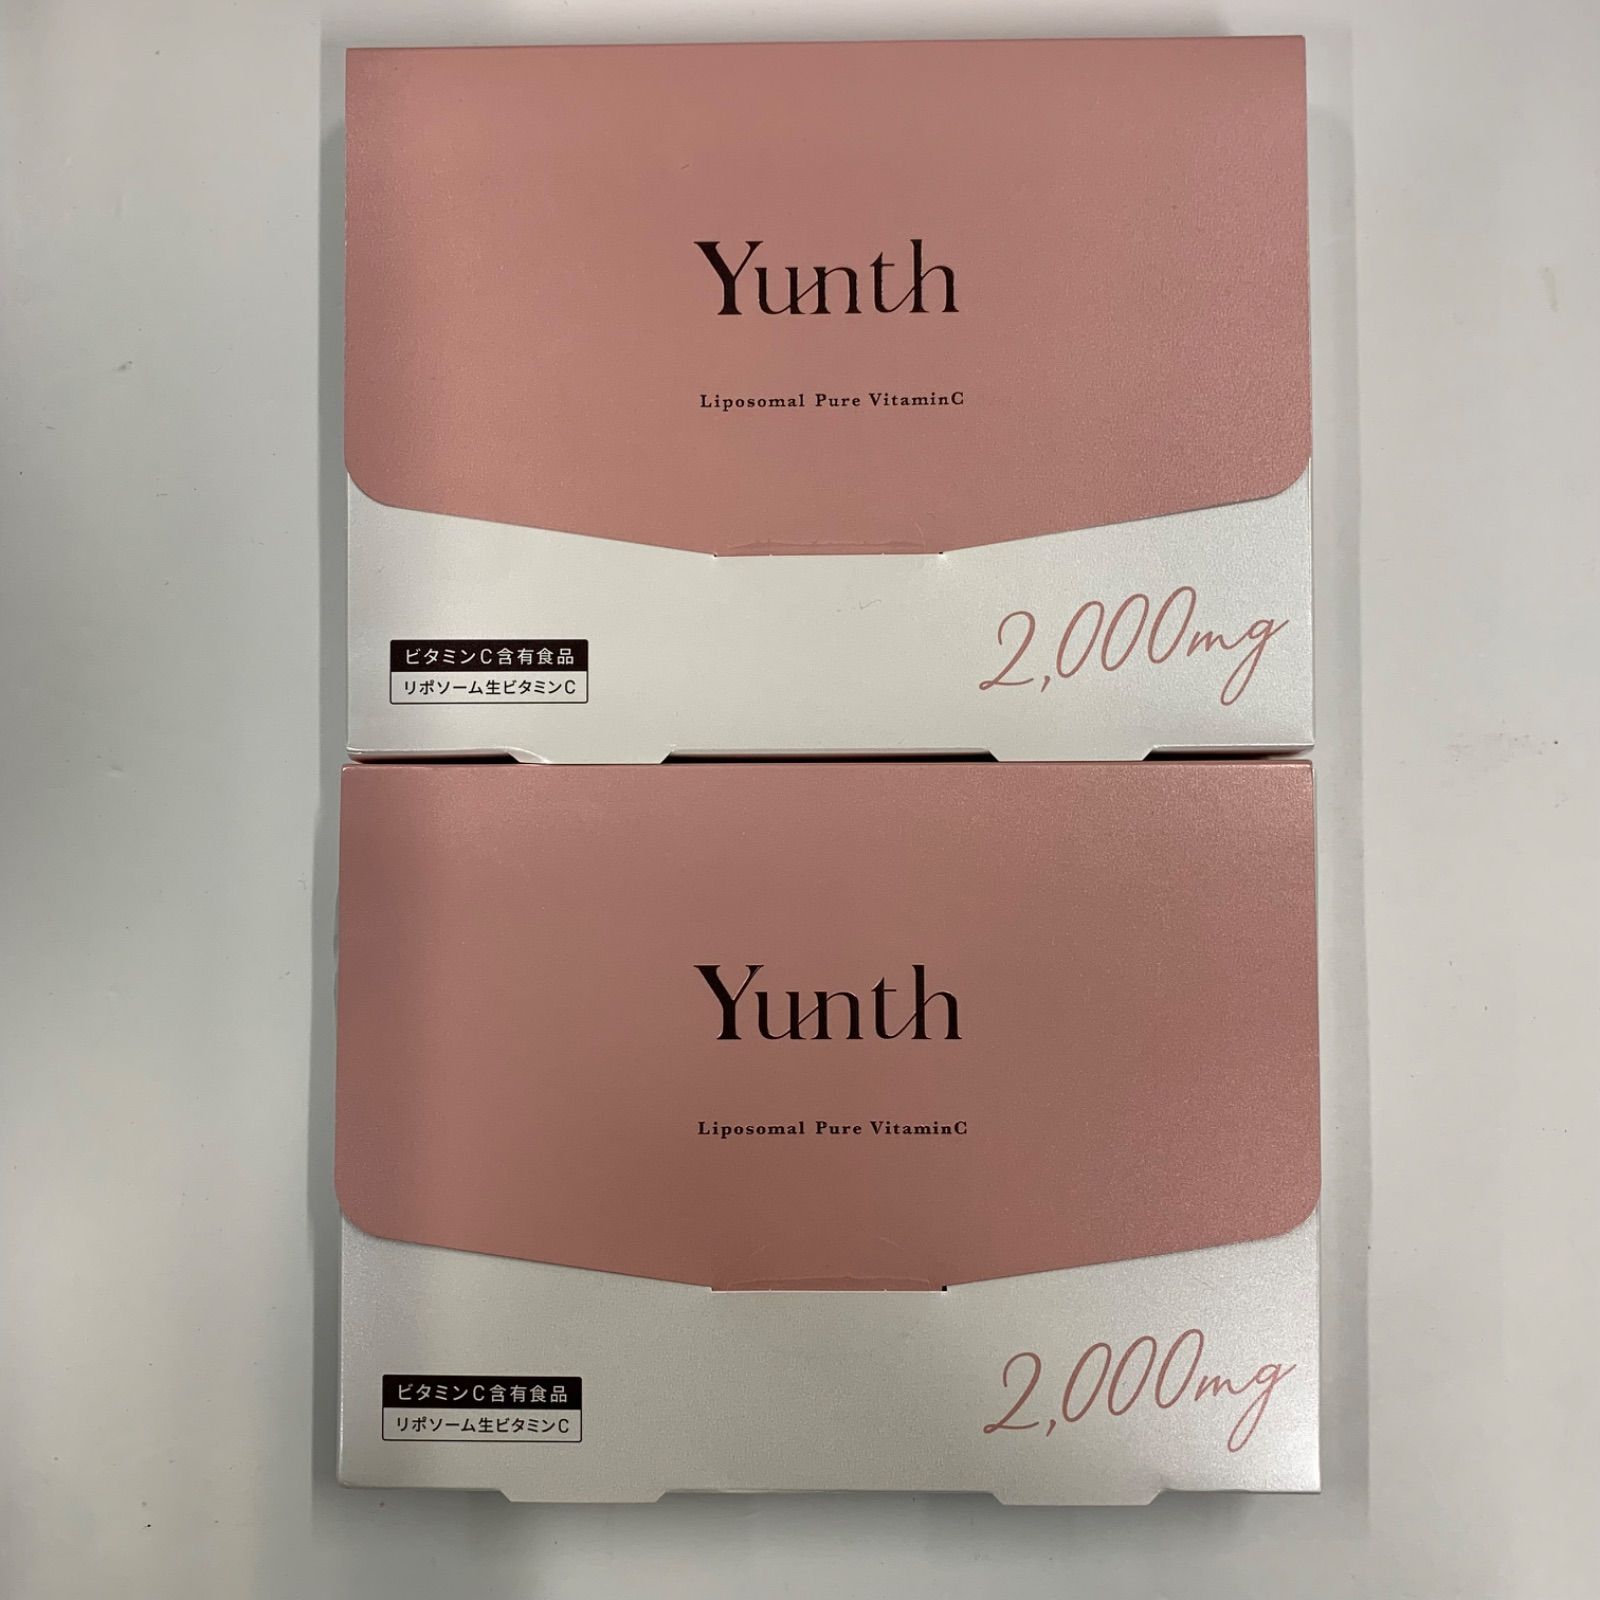 Yunth
Liposomal Pure VitaminC
2,000mg
ビタミンC含有食品
リポソーム生ビタミンC
Yunth
Liposomal Pure VitaminC
2,000mg
ビタミンC含有食品
リポソーム生ビタミンC